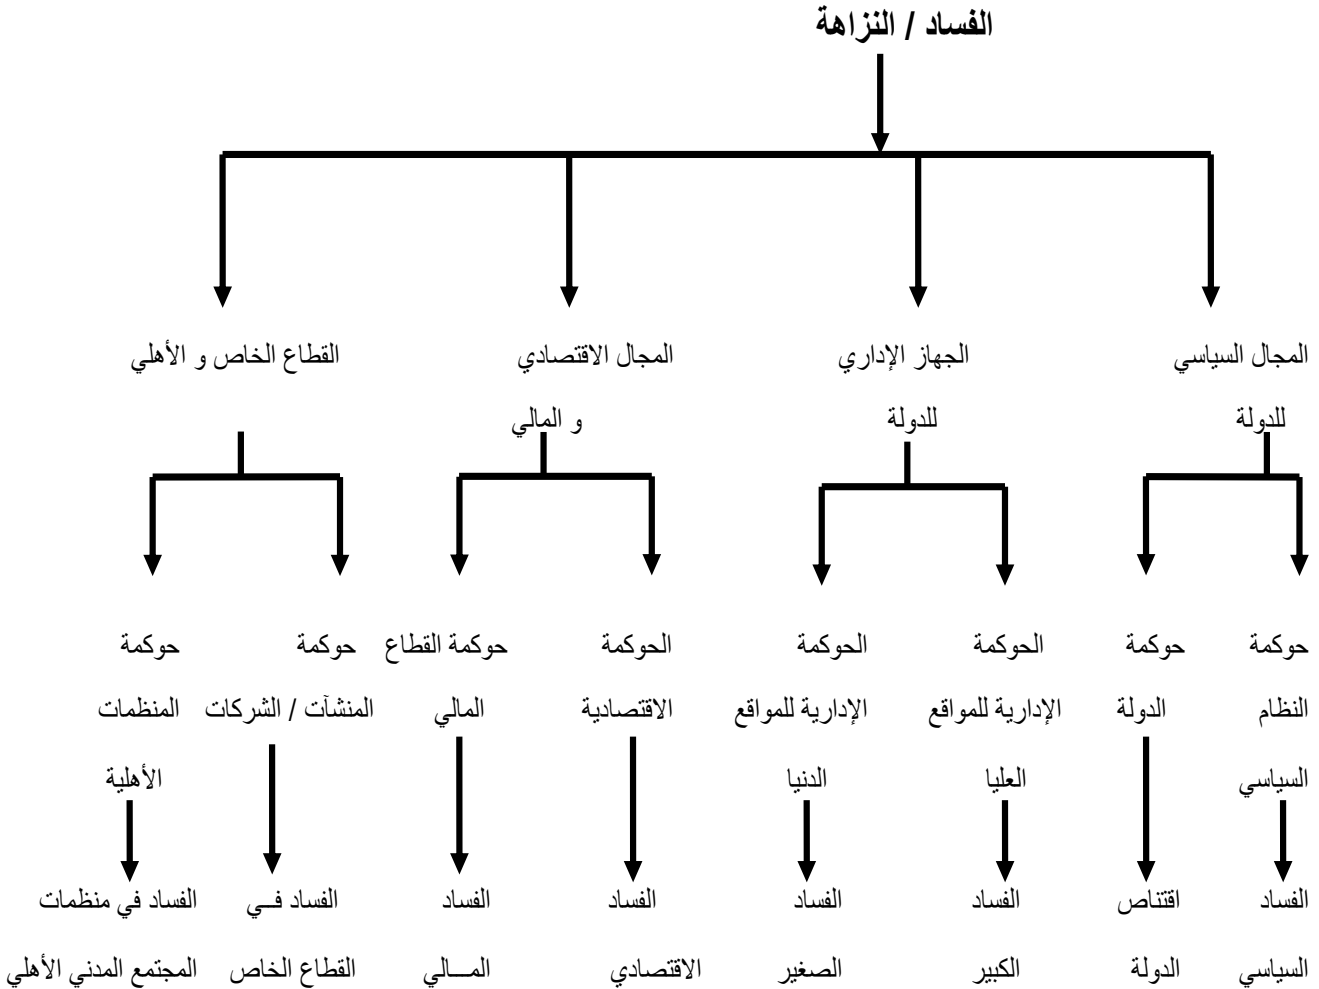 الفساد / النزاهة
المجال السياسي
للدولة
الجهاز الإداري
للدولة
المجال الاقتصادي
و المالي
القطاع الخاص و الأهلي
حوكمة
النظام
السياسي
حوكمة
الدولة
الحوكمة
الإدارية للمواقع
العليا
الحوكمة
الإدارية للمواقع
الدنيا
الحوكمة
الاقتصادية
حوكمة القطاع
المالي
حوكمة
المنشآت / الشركات
حوكمة
المنظمات
الأهلية
الفساد
السياسي
اقتناص
الدولة
الفساد
الكبير
الفساد
الصغير
الفساد
الاقتصادي
الفساد
المـــالي
الفساد فــي
القطاع الخاص
الفساد في منظمات
المجتمع المدني الأهلي